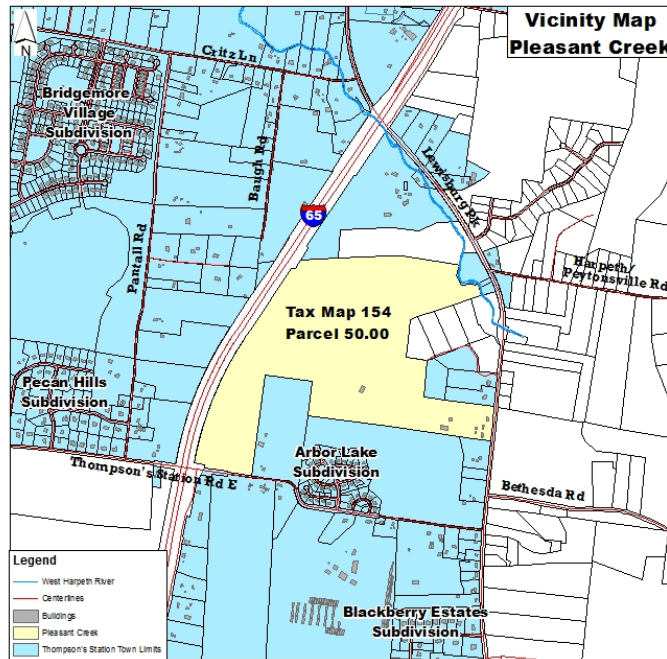 Vicinity Map
Pleasant Creek
N
Critz Ln
Bridgemore
Village
Subdivision
Baugh Rd
Lewisburg Pk
65
Pantall Rd
Harpeth/
Peytonsville Rd
Tax Map 154
Parcel 50.00
Pecan Hills
Subdivision
Arbor Lake
Subdivision
Thompson's Station Rd E
Bethesda Rd
Blackberry Estates
Subdivision
Legend
West Harpeth River
Centerlines
Buildings
Pleasant Creek
Thompson's Station Town Limits